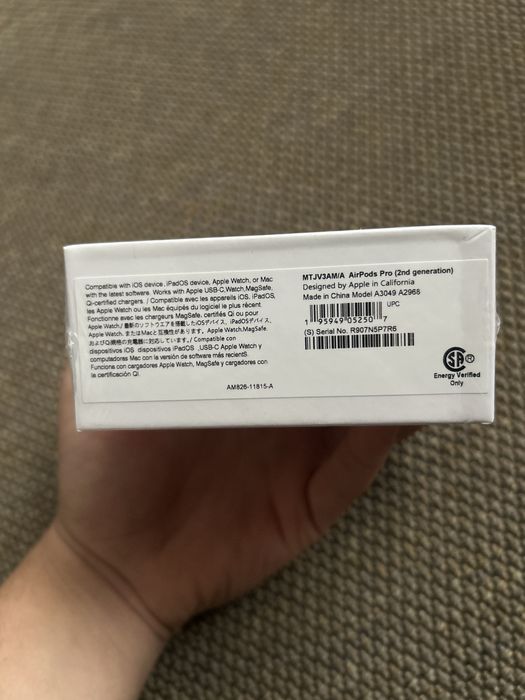 Compatible with iOS device, iPadOS device, Apple Watch, or Mac
with the latest software. Works with Apple USB-C,Watch,MagSafe,
Qi-certified chargers. / Compatible avec les appareils iOS. iPadOS,
les Apple Watch ou les Mac équipés du logiciel le plus récent.
Fonctionne avec les chargeurs MagSafe. certifés Qi ou pour
Apple Watch./ 最新のソフトウエアを搭載したiOSデバイス、iPadOSデバイス,
Apple Watch. またはMacと互換性があります. Apple Watch,MagSafe.
およびQi規格の充電器に対応しています./ Compatible con
dispositivos iOS dispositivos iPadOS ,USB-C Apple Watch y
computadoras Mac con la versión de software más recientS.
Funciona con cargadores Apple Watch, MagSafe y cargadores con
la certificatión Qi
AM826-11815-A
MTJV3AM/A AirPods Pro (2nd generation)
Designed by Apple in California
Made in China Model A3049 A2968
UPC
1 95949 05250 7
(S) Serial No. R907N5P7R6
SA
Energy Verified
Only